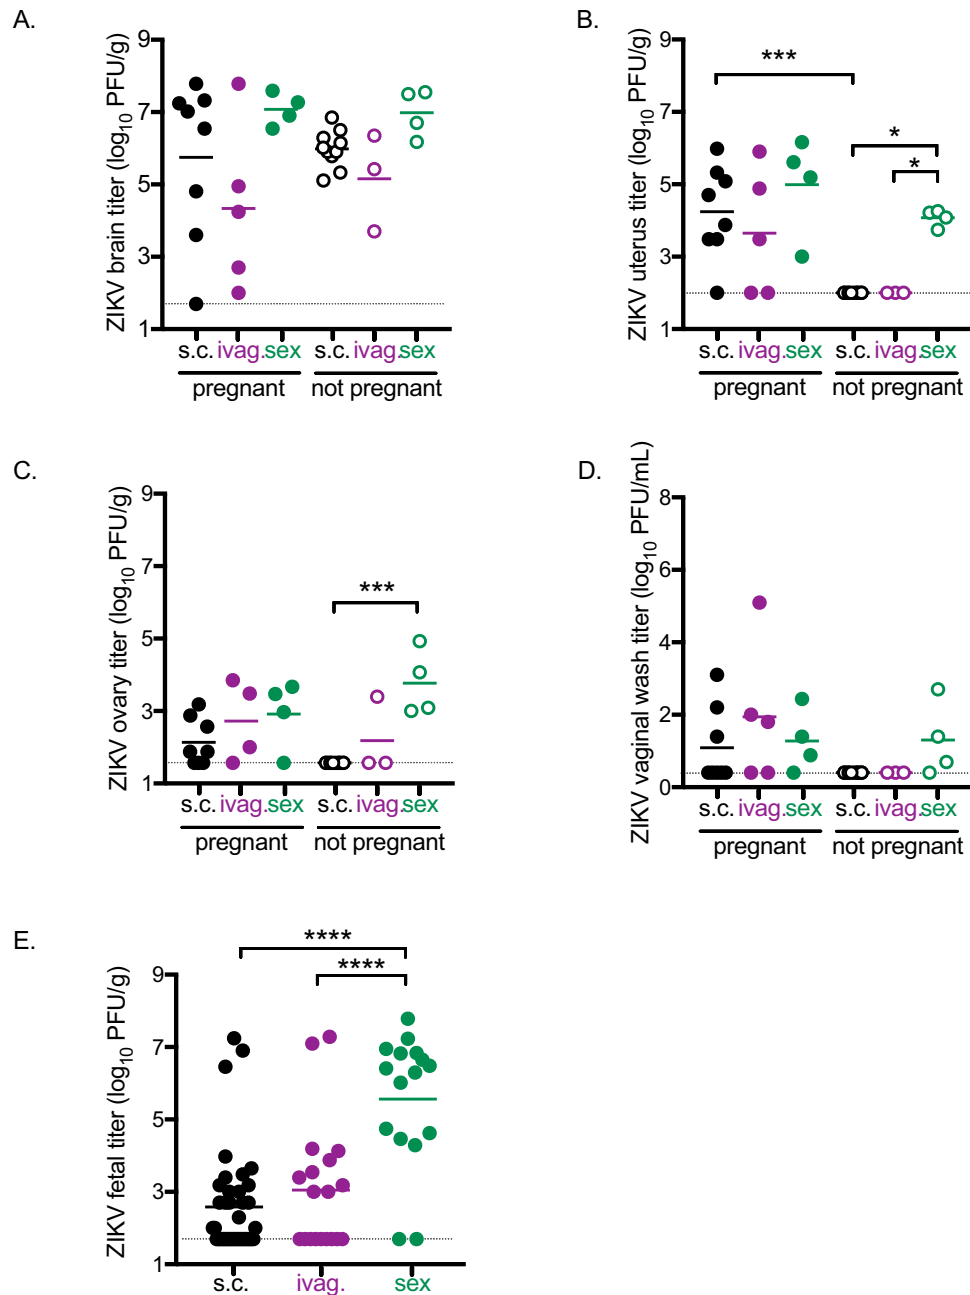 A.
ZIKV brain titer (log10 PFU/g)
9
7
5
3
1
s.c. ivag. sex s.c. ivag. sex
pregnant not pregnant
B.
ZIKV uterus titer (log10 PFU/g)
9
7
5
3
1
***
*
*
s.c. ivag. sex s.c. ivag. sex
pregnant not pregnant
C.
ZIKV ovary titer (log10 PFU/g)
9
7
5
3
1
***
s.c. ivag. sex s.c. ivag. sex
pregnant not pregnant
D.
ZIKV vaginal wash titer (log10 PFU/mL)
8
6
4
2
0
s.c. ivag. sex s.c. ivag. sex
pregnant not pregnant
E.
ZIKV fetal titer (log10 PFU/g)
9
7
5
3
1
****
****
s.c. ivag. sex